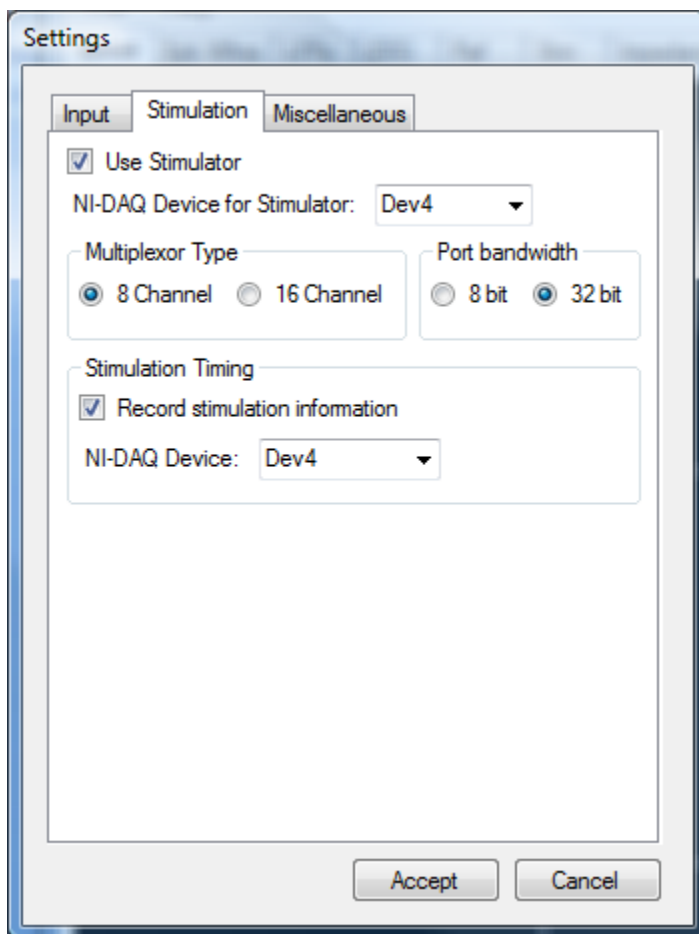 Settings
Input Stimulation Miscellaneous
Use Stimulator
NI-DAQ Device for Stimulator: Dev4
Multiplexor Type Port bandwidth
8 Channel 16 Channel 8 bit 32 bit
Stimulation Timing
Record stimulation information
NI-DAQ Device: Dev4
Accept Cancel